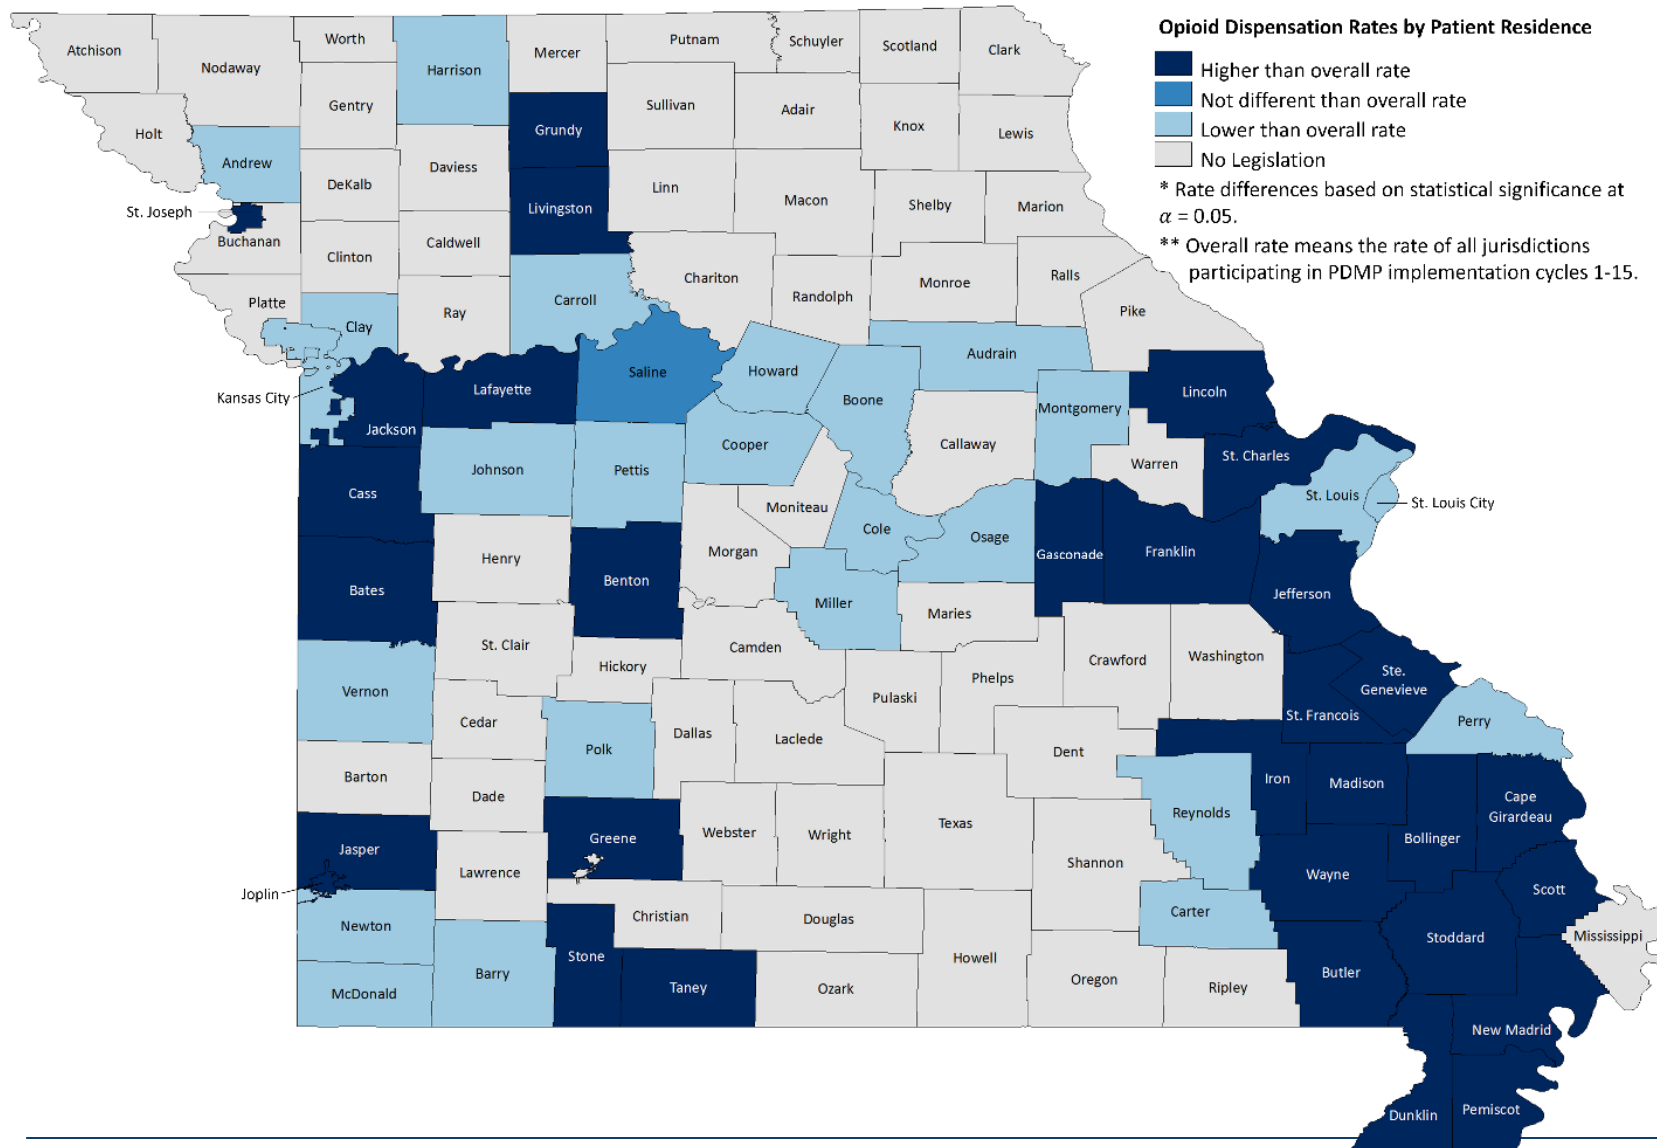 Opioid Dispensation Rates by Patient Residence
Higher than overall rate
Not different than overall rate
Lower than overall rate
No Legislation
* Rate differences based on statistical significance at
α = 0.05.
** Overall rate means the rate of all jurisdictions
participating in PDMP implementation cycles 1-15.
Atchison
Nodaway
Worth
Harrison
Mercer
Putnam
Schuyler
Scotland
Clark
Gentry
Sullivan
Adair
Knox
Lewis
Holt
Andrew
DeKalb
Daviess
Grundy
Livingston
Linn
Macon
Shelby
Marion
St. Joseph
Buchanan
Clinton
Caldwell
Chariton
Randolph
Monroe
Ralls
Pike
Platte
Clay
Ray
Carroll
Saline
Howard
Boone
Audrain
Montgomery
Lincoln
Kansas City
Jackson
Lafayette
Johnson
Pettis
Cooper
Callaway
Warren
St. Charles
St. Louis
St. Louis City
Cass
Moniteau
Cole
Osage
Gasconade
Franklin
Jefferson
Bates
Henry
Benton
Morgan
Miller
Maries
St. Clair
Hickory
Camden
Pulaski
Phelps
Crawford
Washington
Ste.
Genevieve
St. Francois
Perry
Vernon
Cedar
Polk
Dallas
Laclede
Dent
Iron
Madison
Cape
Girardeau
Barton
Dade
Greene
Webster
Wright
Texas
Shannon
Reynolds
Wayne
Bollinger
Scott
Jasper
Joplin
Lawrence
Newton
Christian
Douglas
Howell
Carter
Stoddard
Mississippi
McDonald
Barry
Stone
Taney
Ozark
Oregon
Ripley
Butler
New Madrid
Dunklin
Pemiscot